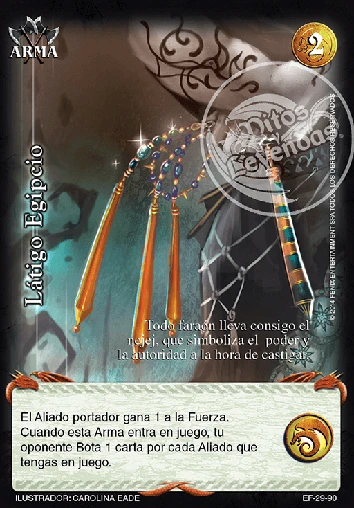 ARMA
2
Mitos
y Leyendas
Látigo Egipcio
Todo faraón lleva consigo el
nejej, que simboliza el poder y
la autoridad a la hora de castigar.
El Aliado portador gana 1 a la Fuerza.
Cuando esta Arma entra en juego, tu
oponente Bota 1 carta por cada Aliado que
tengas en juego.
ILUSTRADOR: CAROLINA EADE
EF-29-90